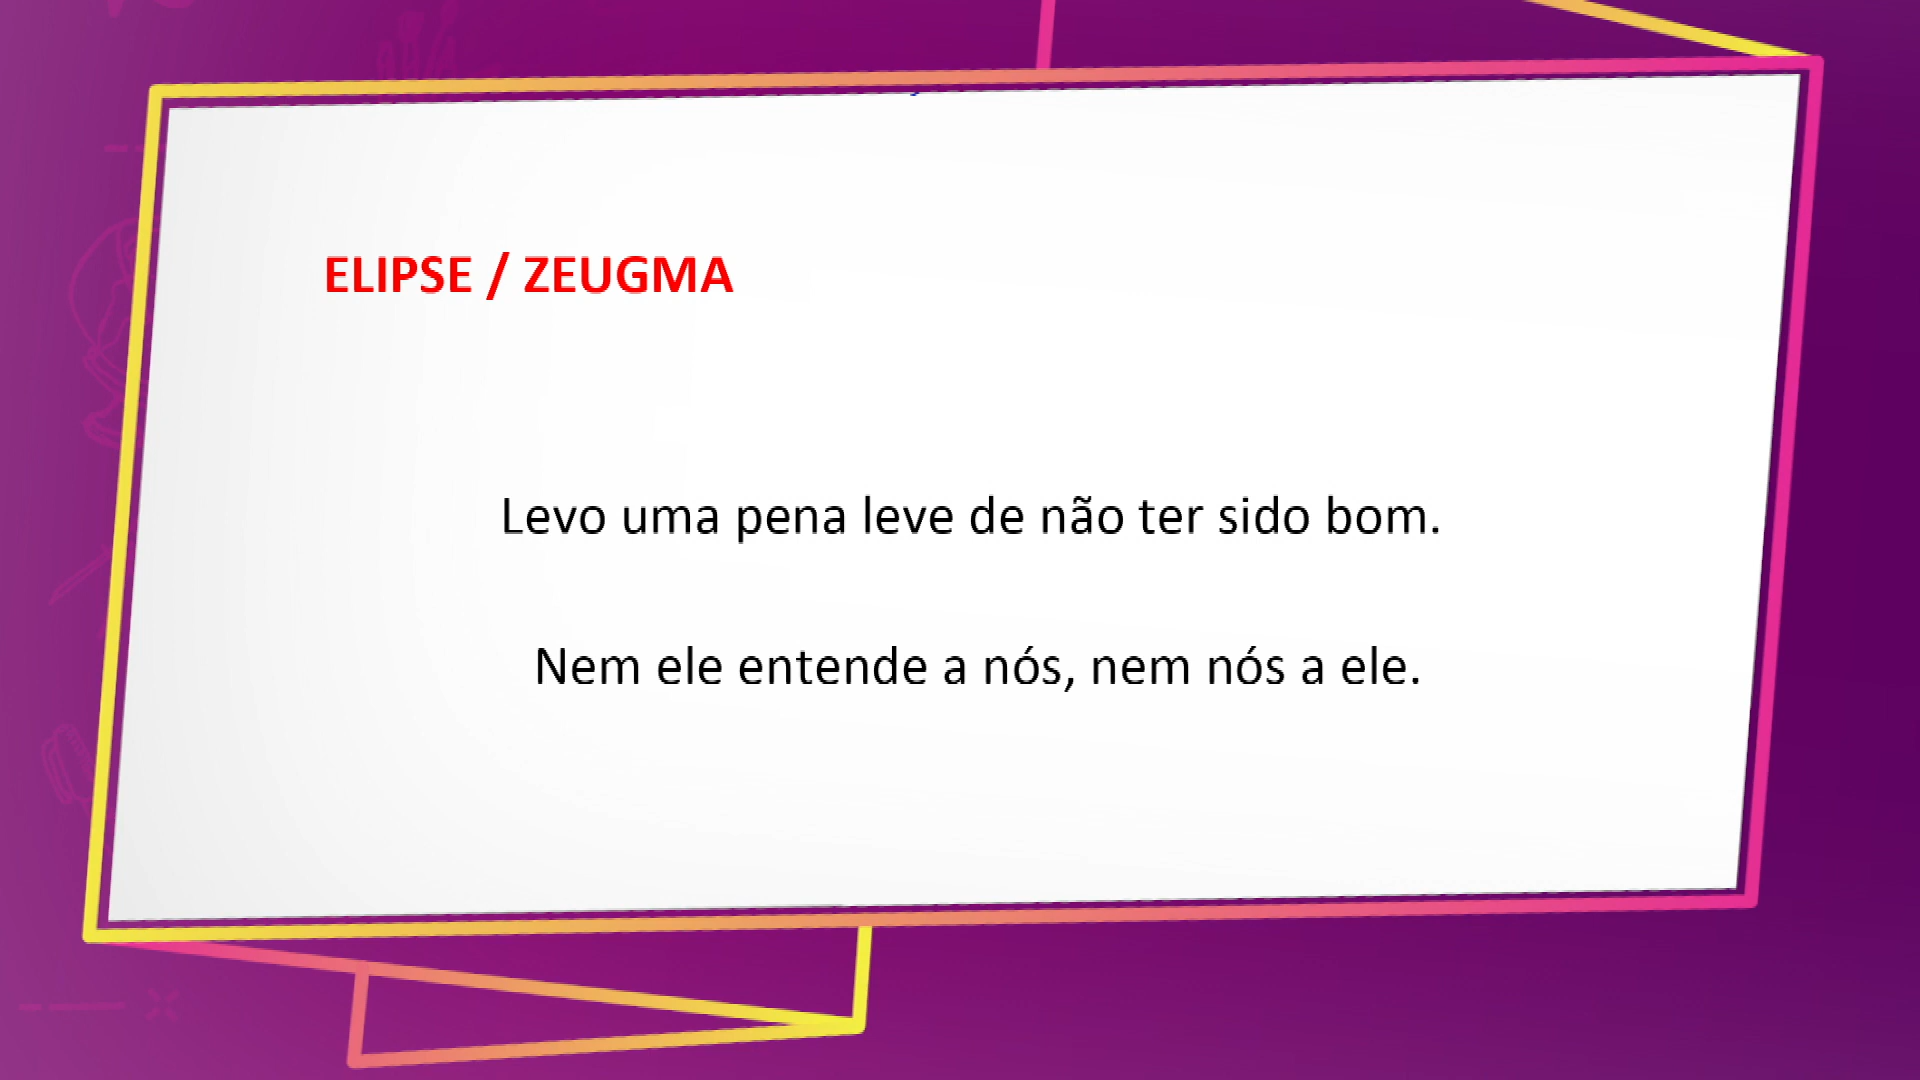 ELIPSE / ZEUGMA
Levo uma pena leve de não ter sido bom.
Nem ele entende a nós, nem nós a ele.